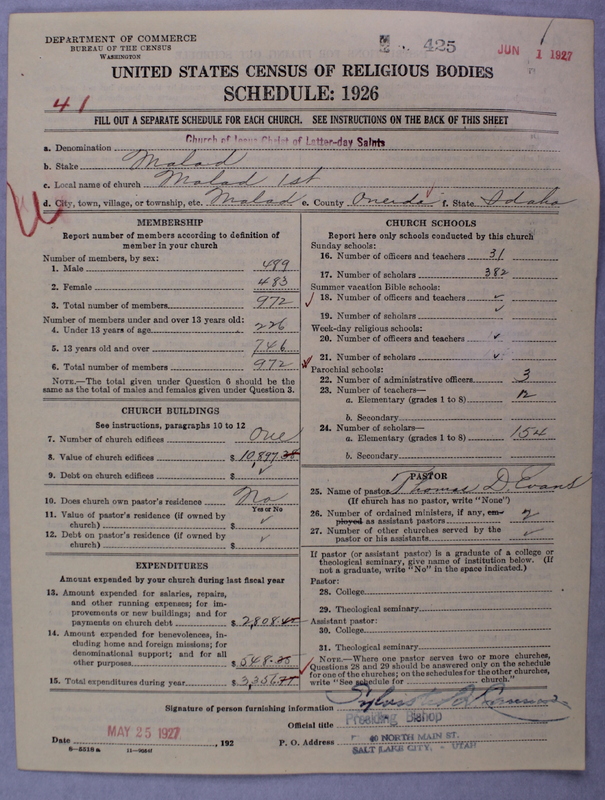 DEPARTMENT OF COMMERCE
BUREAU OF THE CENSUS
WASHINGTON
425
JUN 1 1927
UNITED STATES CENSUS OF RELIGIOUS BODIES
SCHEDULE: 1926
41
FILL OUT A SEPARATE SCHEDULE FOR EACH CHURCH. SEE INSTRUCTIONS ON THE BACK OF THIS SHEET
a. Denomination Church of Jesus Christ of Latter-day Saints
b. Stake Malad
c. Local name of church Malad 1st
d. City, town, village, or township, etc. Malad e. County Oneida f. State Idaho
MEMBERSHIP
Report number of members according to definition of member in your church
Number of members, by sex:
1. Male 489
2. Female 483
3. Total number of members 972
Number of members under and over 13 years old:
4. Under 13 years of age 226
5. 13 years old and over 746
6. Total number of members 972
NOTE.—The total given under Question 6 should be the same as the total of males and females given under Question 3.
CHURCH BUILDINGS
See instructions, paragraphs 10 to 12
7. Number of church edifices One
8. Value of church edifices $ 10,897
9. Debt on church edifices $ ✓
10. Does church own pastor's residence No
Yes or No
11. Value of pastor's residence (if owned by church) $ ✓
12. Debt on pastor's residence (if owned by church) $ ✓
EXPENDITURES
Amount expended by your church during last fiscal year
13. Amount expended for salaries, repairs, and other running expenses; for improvements or new buildings; and for payments on church debt $ 2,808
14. Amount expended for benevolences, including home and foreign missions; for denominational support; and for all other purposes $ 548
15. Total expenditures during year $ 3,356
CHURCH SCHOOLS
Report here only schools conducted by this church
Sunday schools:
16. Number of officers and teachers 31
17. Number of scholars 382
Summer vacation Bible schools:
18. Number of officers and teachers ✓
19. Number of scholars ✓
Week-day religious schools:
20. Number of officers and teachers ✓
21. Number of scholars ✓
Parochial schools:
22. Number of administrative officers 3
23. Number of teachers—
a. Elementary (grades 1 to 8) 12
b. Secondary
24. Number of scholars—
a. Elementary (grades 1 to 8) 154
b. Secondary
PASTOR
25. Name of pastor Thomas D Evans
(If church has no pastor, write "None")
26. Number of ordained ministers, if any, employed as assistant pastors 2
27. Number of other churches served by the pastor or his assistants ✓
If pastor (or assistant pastor) is a graduate of a college or theological seminary, give name of institution below. (If not a graduate, write "No" in the space indicated.)
Pastor:
28. College
29. Theological seminary
Assistant pastor:
30. College
31. Theological seminary
NOTE.—Where one pastor serves two or more churches, Questions 28 and 29 should be answered only on the schedule for one of the churches; on the schedules for the other churches, write "See schedule for ............ church."
Signature of person furnishing information
Official title Presiding Bishop
Date MAY 25 1927, 192 P. O. Address 40 NORTH MAIN ST.
SALT LAKE CITY, UTAH